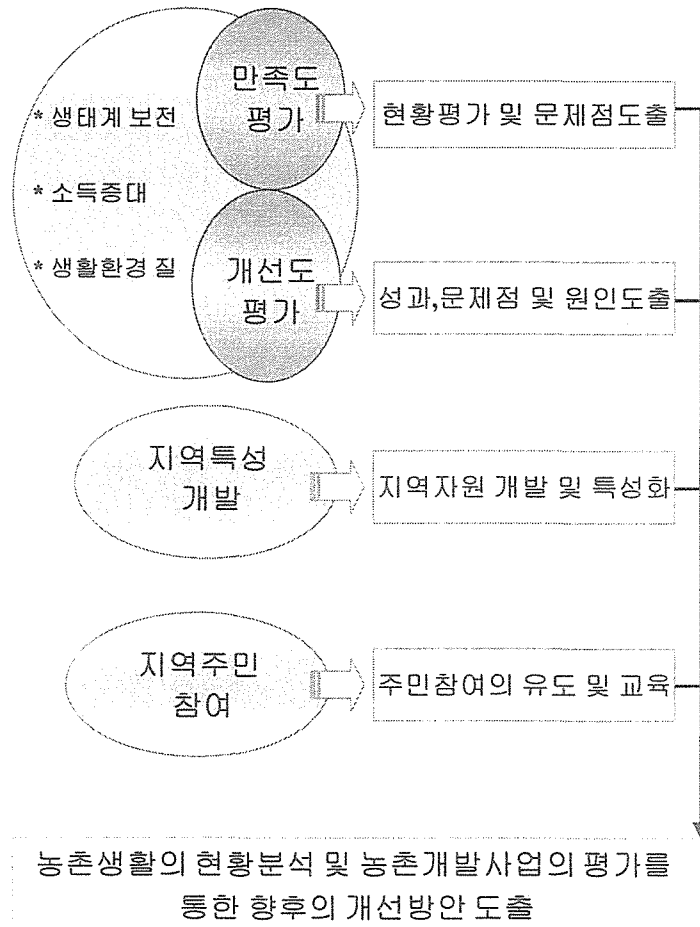 만족도
평가
* 생태계 보전
* 소득증대
* 생활환경 질
현황평가 및 문제점도출
개선도
평가
성과,문제점 및 원인도출
지역특성
개발
지역자원 개발 및 특성화
지역주민
참여
주민참여의 유도 및 교육
농촌생활의 현황분석 및 농촌개발사업의 평가를
통한 향후의 개선방안 도출